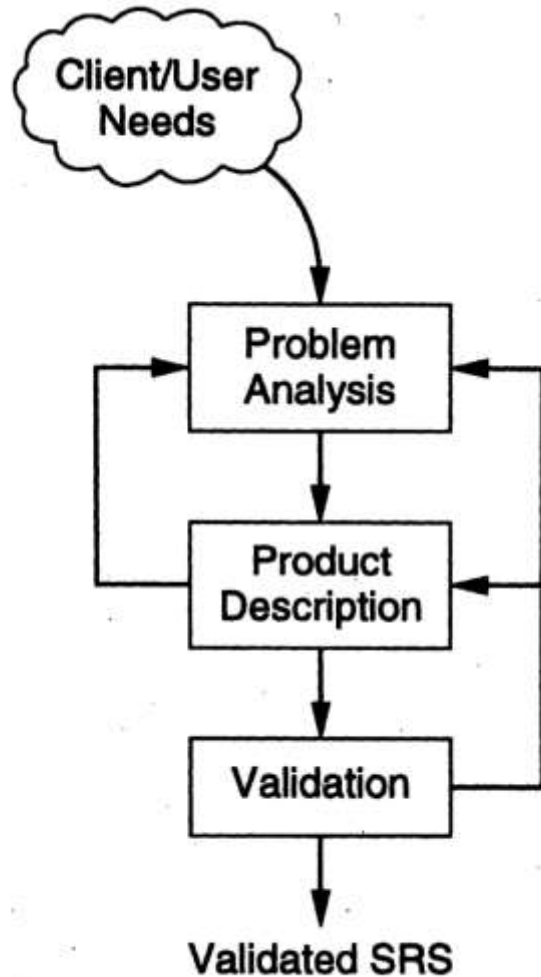 Client/User
Needs
Problem
Analysis
Product
Description
Validation
Validated SRS